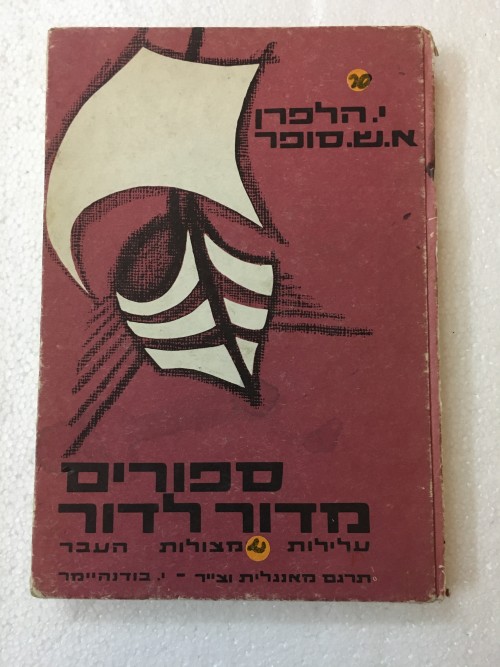 י. הלפרן
א.ש. סופר
ספורים
מדור לדור
עלילות מצולות העבר
תרגם מאנגלית וצייר - י. בודנהיימר